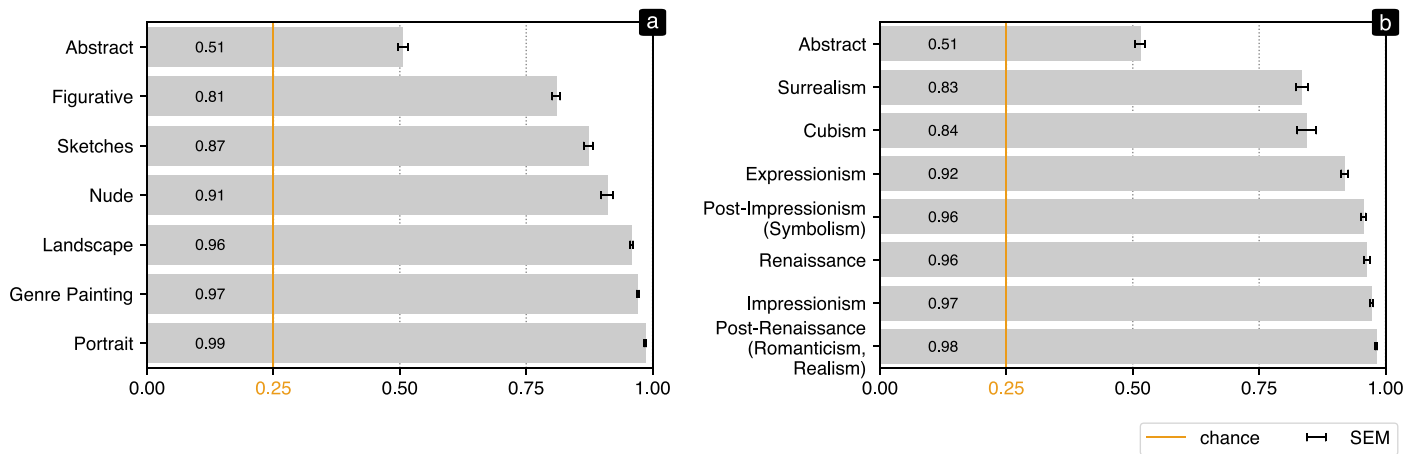 a
Abstract 0.51
Figurative 0.81
Sketches 0.87
Nude 0.91
Landscape 0.96
Genre Painting 0.97
Portrait 0.99
0.00 0.25 0.50 0.75 1.00
b
Abstract 0.51
Surrealism 0.83
Cubism 0.84
Expressionism 0.92
Post-Impressionism
(Symbolism) 0.96
Renaissance 0.96
Impressionism 0.97
Post-Renaissance
(Romanticism, 0.98
Realism)
0.00 0.25 0.50 0.75 1.00
chance SEM